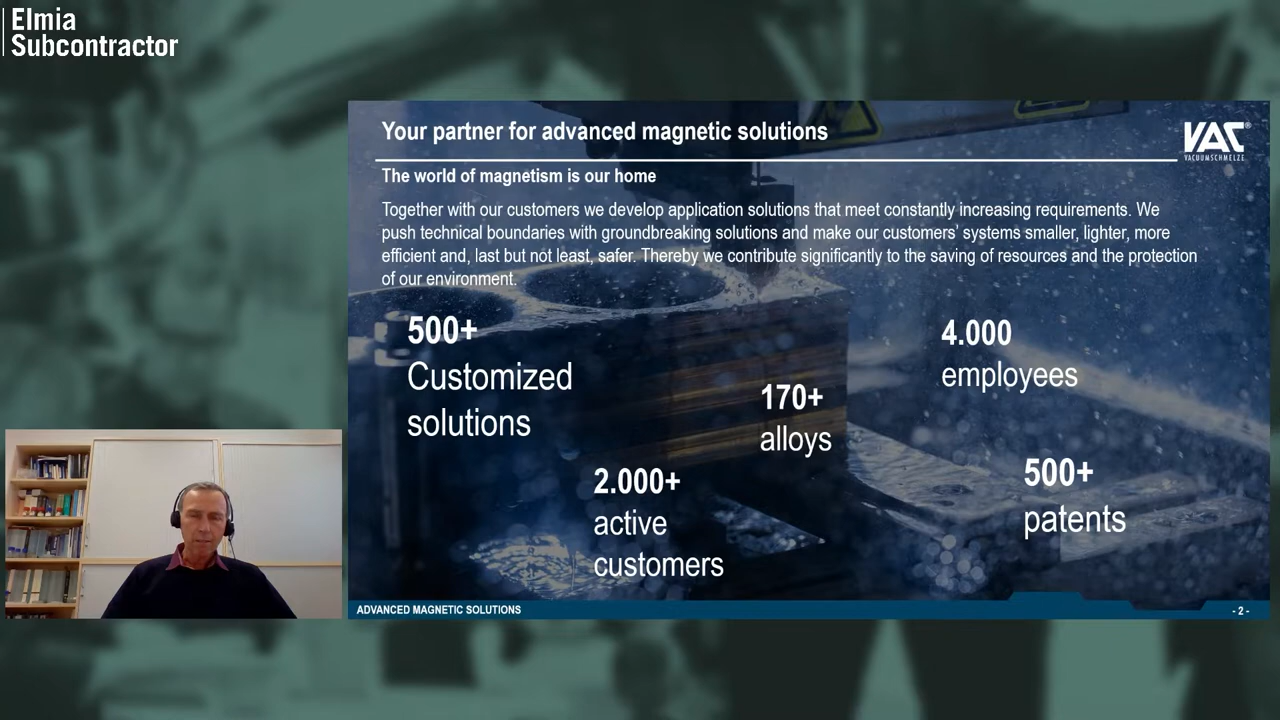 Elmia
Subcontractor
Your partner for advanced magnetic solutions
VAC®
VACUUMSCHMELZE
The world of magnetism is our home
Together with our customers we develop application solutions that meet constantly increasing requirements. We
push technical boundaries with groundbreaking solutions and make our customers' systems smaller, lighter, more
efficient and, last but not least, safer. Thereby we contribute significantly to the saving of resources and the protection
of our environment.
500+
Customized
solutions
4.000
employees
170+
alloys
2.000+
active
customers
500+
patents
ADVANCED MAGNETIC SOLUTIONS
- 2 -